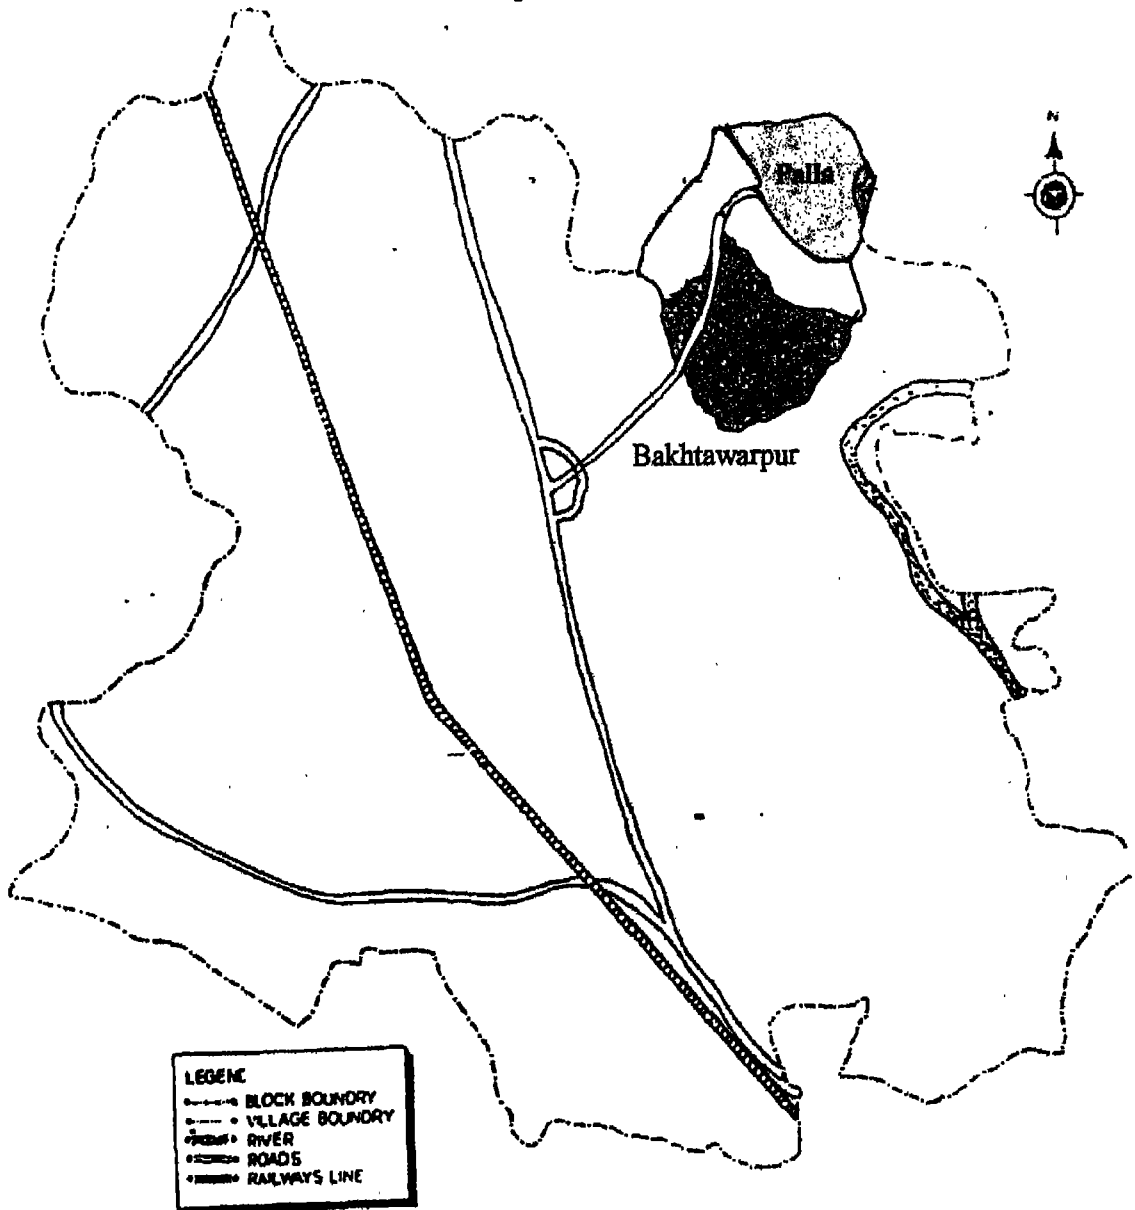 N
Palla
Bakhtawarpur
LEGEND
BLOCK BOUNDRY
VILLAGE BOUNDRY
RIVER
ROADS
RAILWAYS LINE